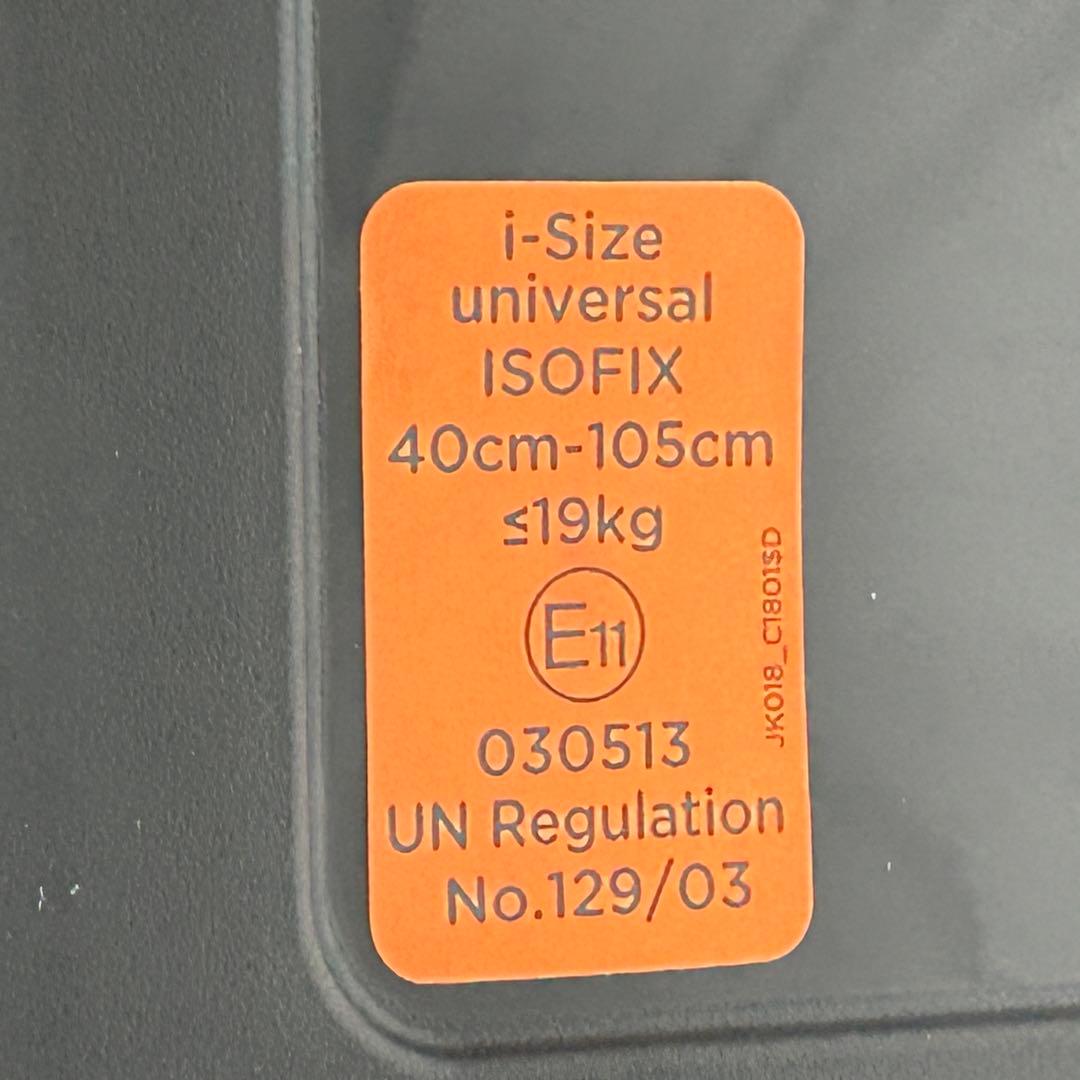 i-Size
universal
ISOFIX
40cm-105cm
≤19kg
E11
030513
UN Regulation
No.129/03
JK018_C1801SD